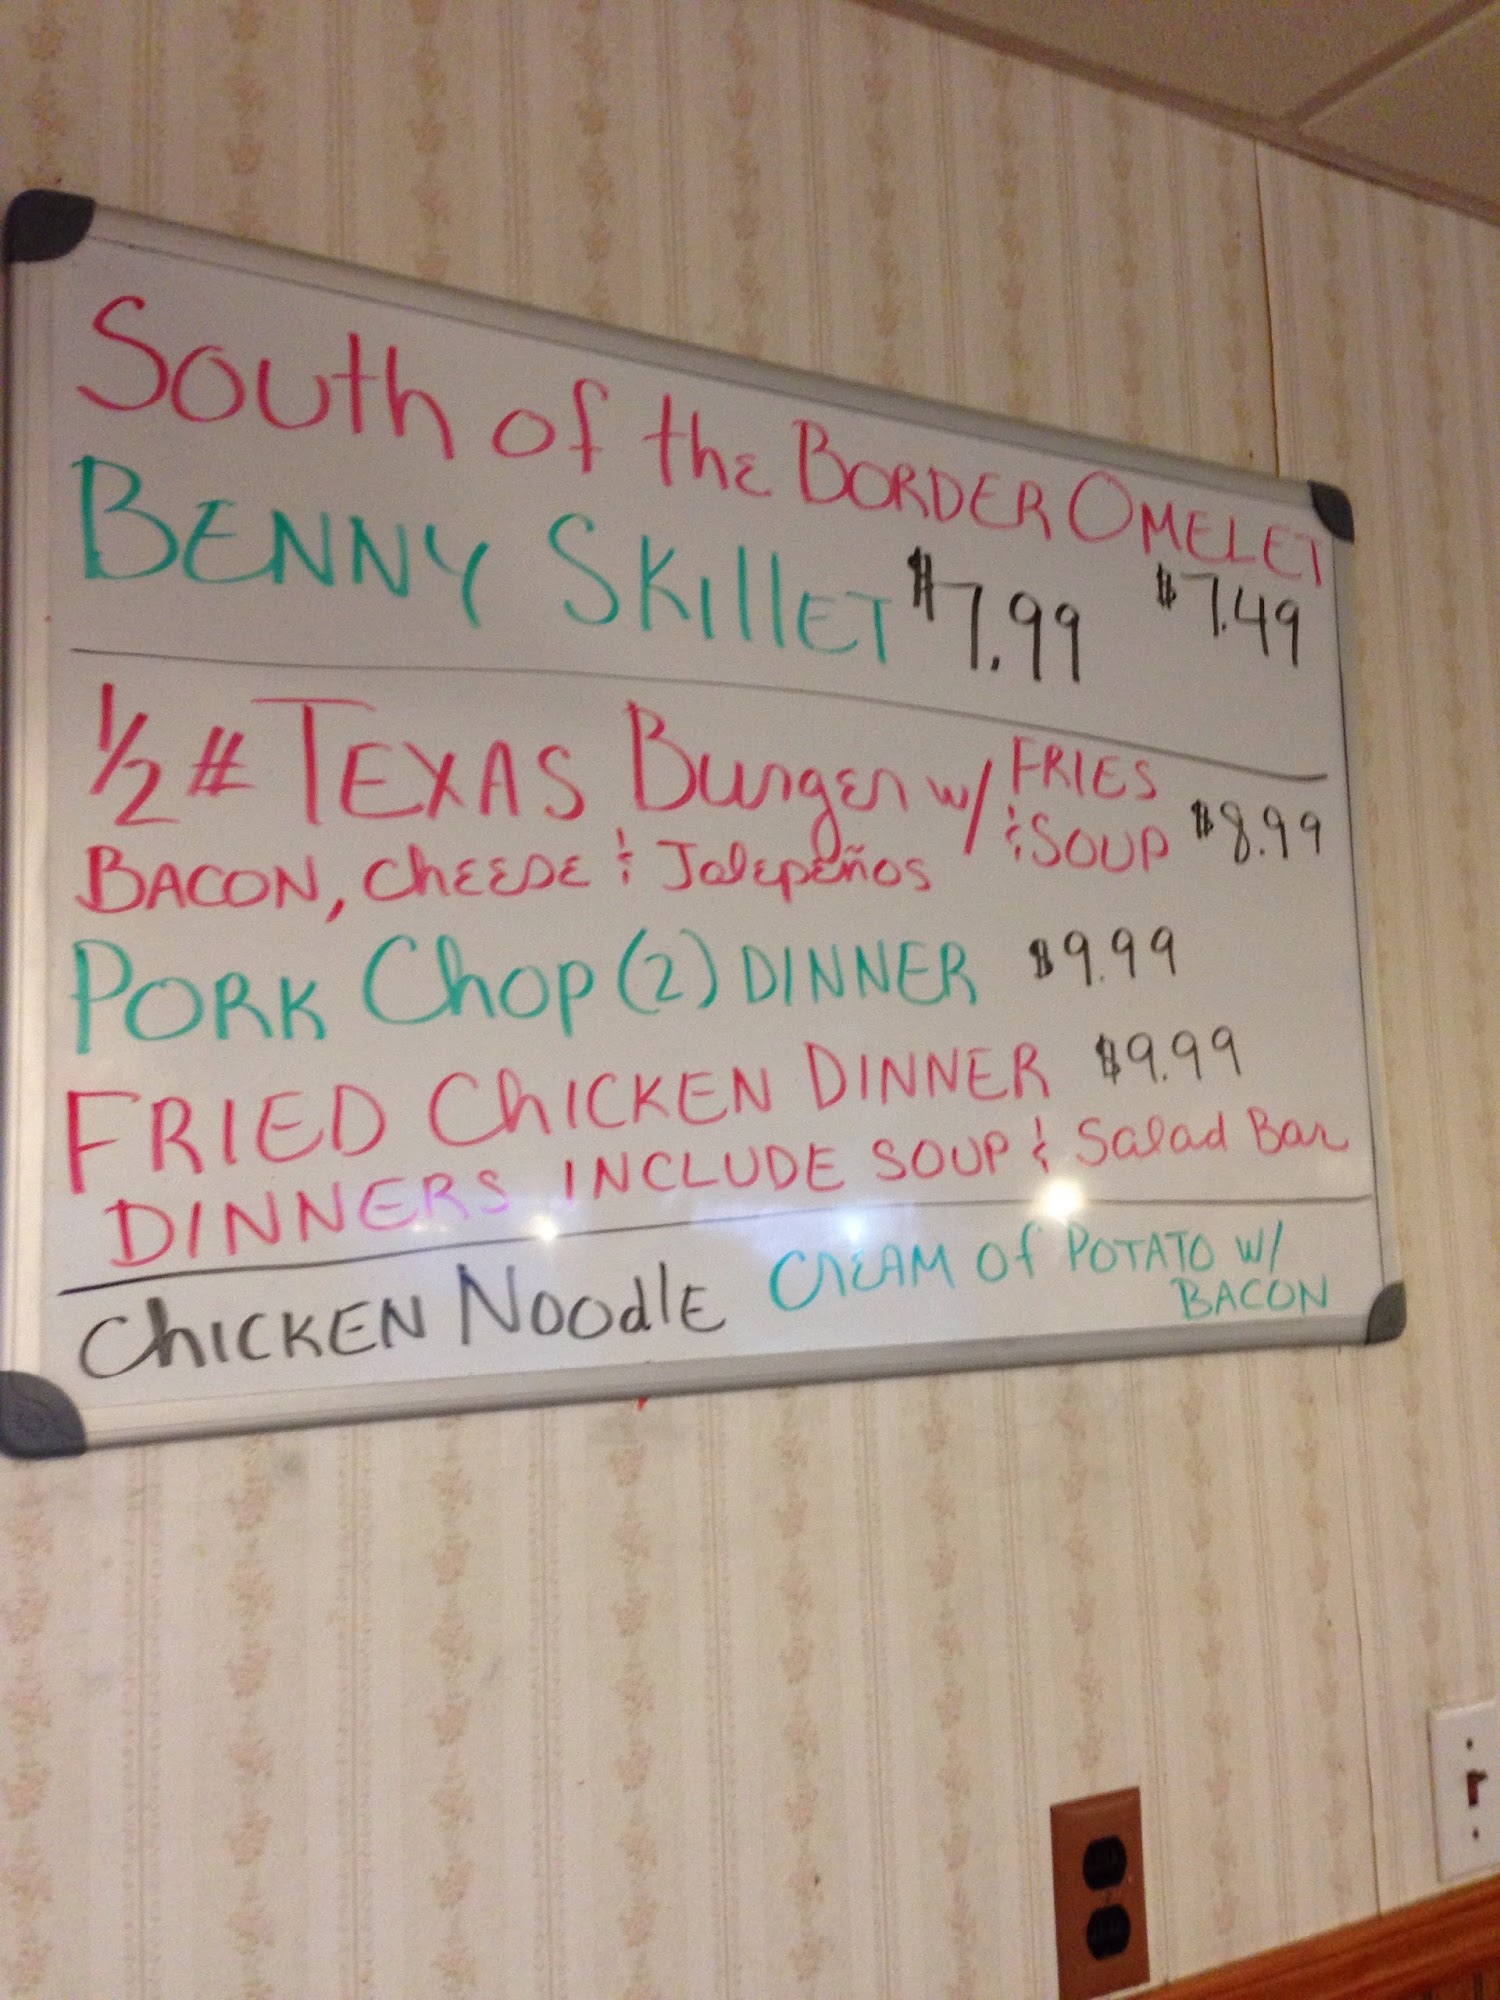 South of the BORDER OMELET
BENNY SKillET $7.99 $7.49
1/2 # TEXAS Burger w/ FRIES
& SOUP $8.99
BACON, CHEESE & Jalepeños
PORK Chop (2) DINNER $9.99
FRIED ChICKEN DINNER $9.99
DINNERS INCLUDE SOUP & Salad Bar
ChICKEN NOOdlE CREAM of POTATO w/
BACON